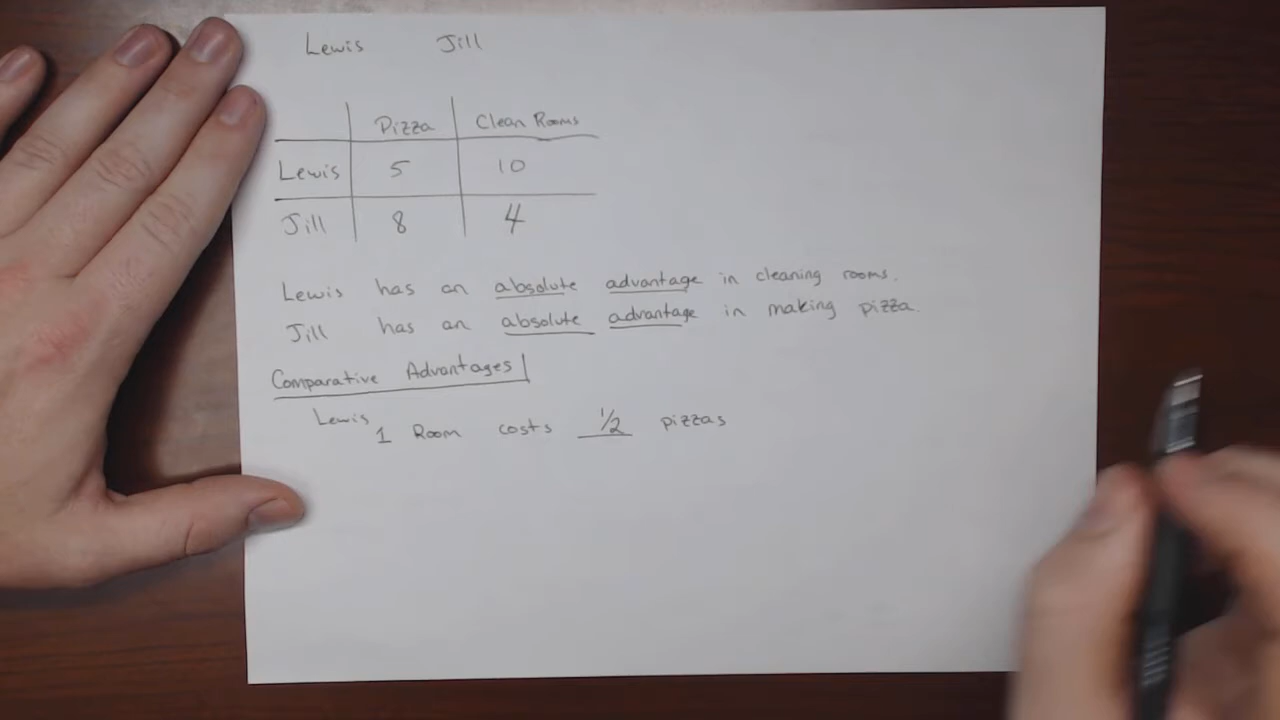 Lewis Jill
Pizza Clean Rooms
Lewis 5 10
Jill 8 4
Lewis has an absolute advantage in cleaning rooms.
Jill has an absolute advantage in making pizza.
Comparative Advantages
Lewis
1 Room costs 1/2 pizzas